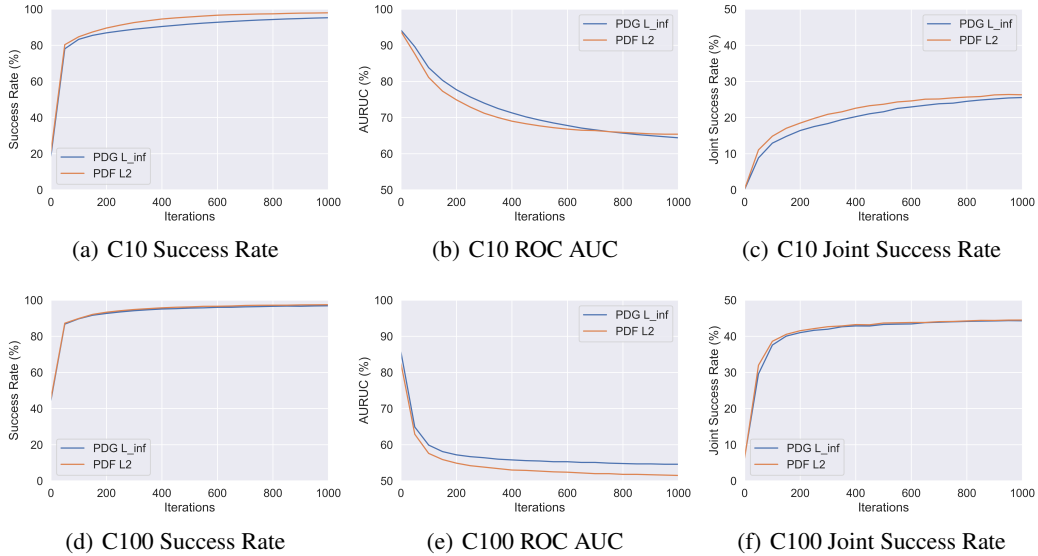 100
80
60
40
20
0
Success Rate (%)
PDG L_inf
PDF L2
0 200 400 600 800 1000
Iterations
(a) C10 Success Rate
100
90
80
70
60
50
AURUC (%)
PDG L_inf
PDF L2
0 200 400 600 800 1000
Iterations
(b) C10 ROC AUC
50
40
30
20
10
0
Joint Success Rate (%)
PDG L_inf
PDF L2
0 200 400 600 800 1000
Iterations
(c) C10 Joint Success Rate
100
80
60
40
20
0
Success Rate (%)
PDG L_inf
PDF L2
0 200 400 600 800 1000
Iterations
(d) C100 Success Rate
100
90
80
70
60
50
AURUC (%)
PDG L_inf
PDF L2
0 200 400 600 800 1000
Iterations
(e) C100 ROC AUC
50
40
30
20
10
0
Joint Success Rate (%)
PDG L_inf
PDF L2
0 200 400 600 800 1000
Iterations
(f) C100 Joint Success Rate